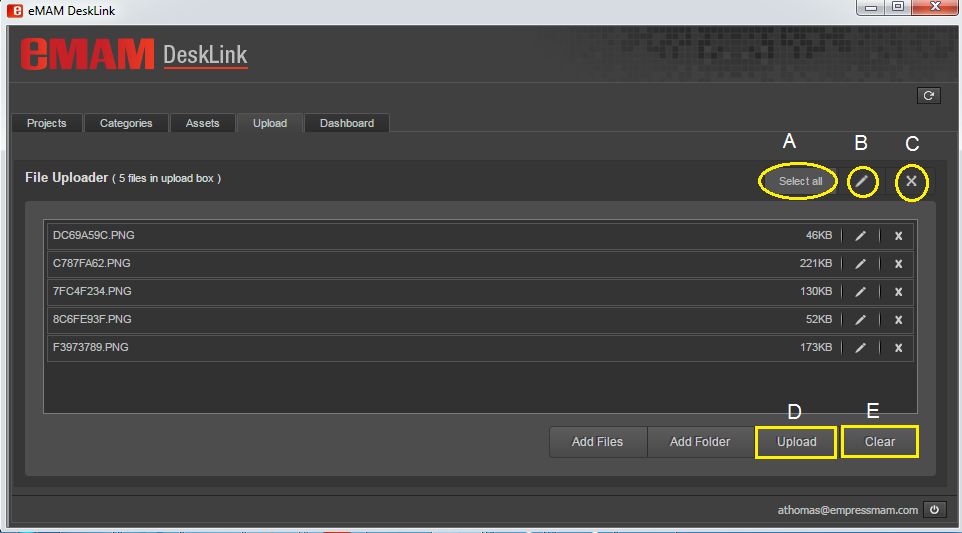 eMAM DeskLink
eMAM DeskLink
Projects Categories Assets Upload Dashboard
A B C
File Uploader ( 5 files in upload box ) Select all
DC69A59C.PNG 46KB
C787FA62.PNG 221KB
7FC4F234.PNG 130KB
8C6FE93F.PNG 52KB
F3973789.PNG 173KB
D E
Add Files Add Folder Upload Clear
athomas@empressmam.com